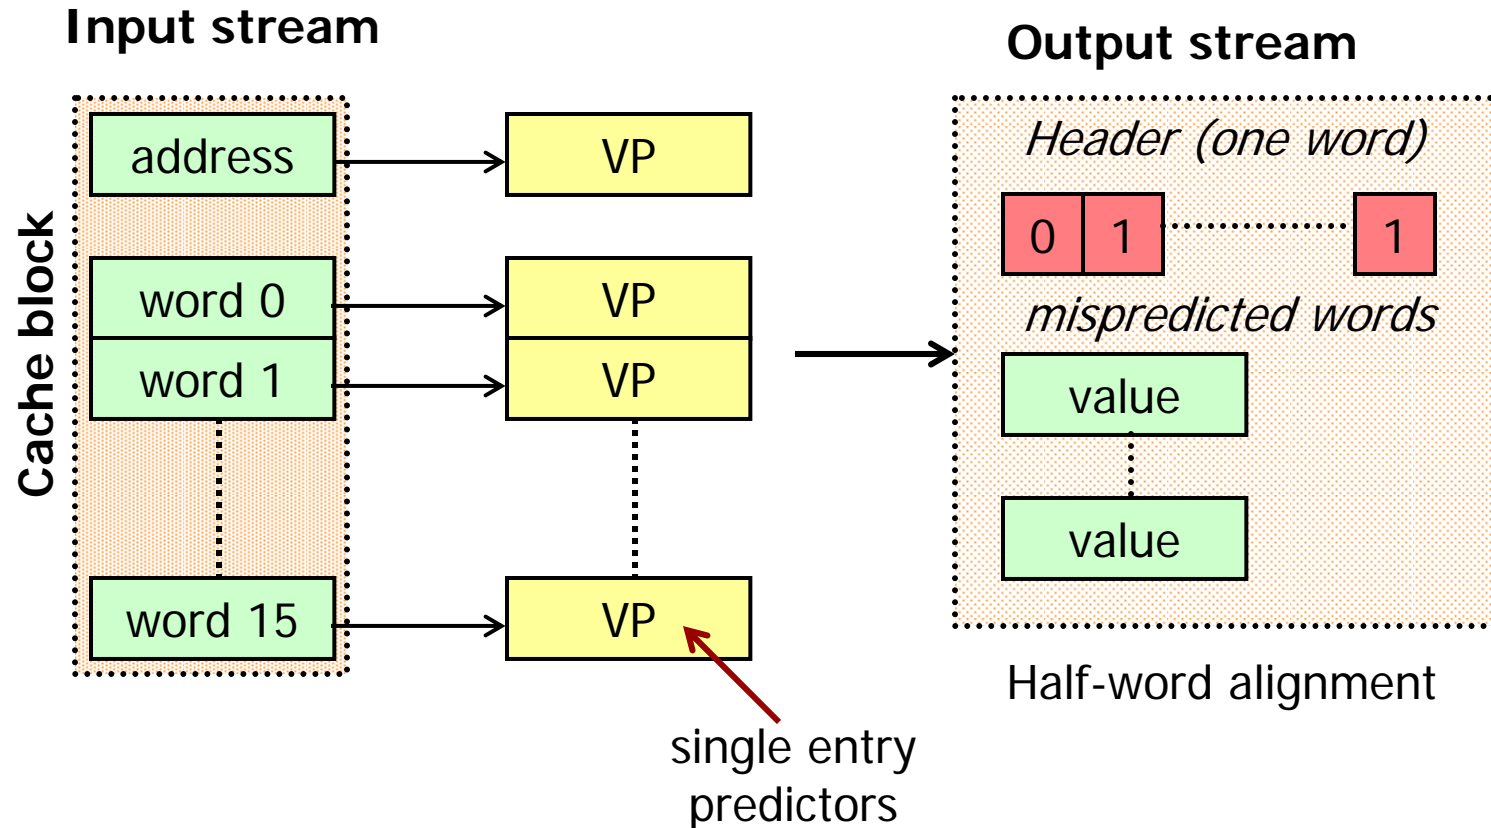 Input stream
Output stream
Cache block
address
VP
word 0
VP
word 1
VP
word 15
VP
single entry
predictors
Header (one word)
0 1 1
mispredicted words
value
value
Half-word alignment